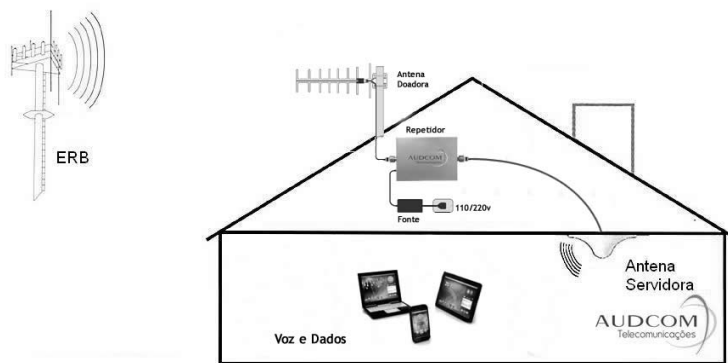 ERB
Antena
Doadora
Repetidor
AUDCOM
Fonte
110/220v
Antena
Servidora
Voz e Dados
AUDCOM
Telecomunicações